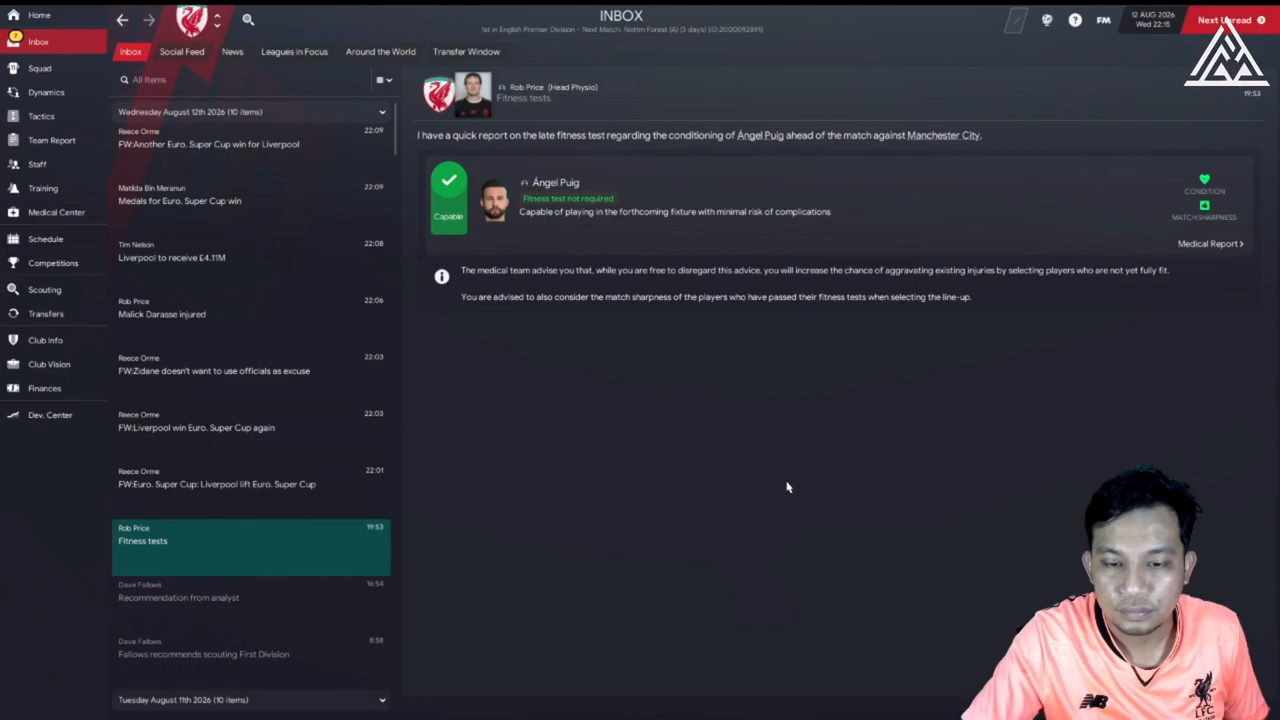 Home
7
Inbox
Squad
Dynamics
Tactics
Team Report
Staff
Training
Medical Center
Schedule
Competitions
Scouting
Transfers
Club Info
Club Vision
Finances
Dev. Center
INBOX
1st in English Premier Division - Next Match: Nottm Forest (A) (3 days) (ID:2000092891)
FM
12 AUG 2026
Wed 22:15
Next Unread
Inbox
Social Feed
News
Leagues in Focus
Around the World
Transfer Window
All Items
Wednesday August 12th 2026 (10 items)
Reece Orme
22:09
FW:Another Euro. Super Cup win for Liverpool
Matilda Bin Meranun
22:09
Medals for Euro. Super Cup win
Tim Nelson
22:08
Liverpool to receive £4.11M
Rob Price
22:06
Malick Darasse injured
Reece Orme
22:03
FW:Zidane doesn't want to use officials as excuse
Reece Orme
22:03
FW:Liverpool win Euro. Super Cup again
Reece Orme
22:01
FW:Euro. Super Cup: Liverpool lift Euro. Super Cup
Rob Price
19:53
Fitness tests
Dave Fallows
16:54
Recommendation from analyst
Dave Fallows
8:58
Fallows recommends scouting First Division
Tuesday August 11th 2026 (10 items)
Rob Price (Head Physio)
Fitness tests
19:53
I have a quick report on the late fitness test regarding the conditioning of Ángel Puig ahead of the match against Manchester City.
Capable
Ángel Puig
Fitness test not required
Capable of playing in the forthcoming fixture with minimal risk of complications
CONDITION
MATCH SHARPNESS
Medical Report
The medical team advise you that, while you are free to disregard this advice, you will increase the chance of aggravating existing injuries by selecting players who are not yet fully fit.
You are advised to also consider the match sharpness of the players who have passed their fitness tests when selecting the line-up.
NB
L.F.C.